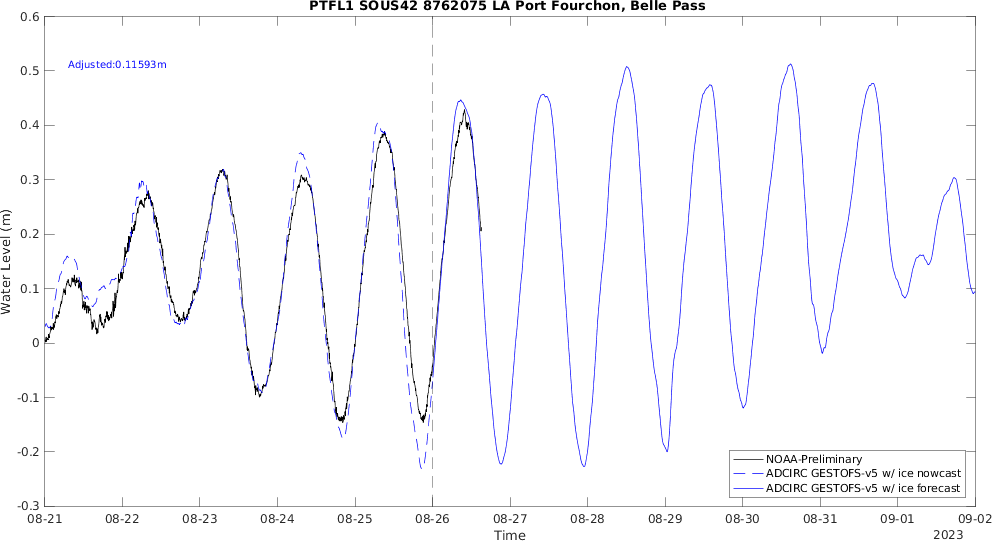 PTFL1 SOUS42 8762075 LA Port Fourchon, Belle Pass
0.6
0.5
0.4
0.3
0.2
0.1
0
-0.1
-0.2
-0.3
Water Level (m)
Adjusted:0.11593m
NOAA-Preliminary
ADCIRC GESTOFS-v5 w/ ice nowcast
ADCIRC GESTOFS-v5 w/ ice forecast
08-21 08-22 08-23 08-24 08-25 08-26 08-27 08-28 08-29 08-30 08-31 09-01 09-02
Time
2023